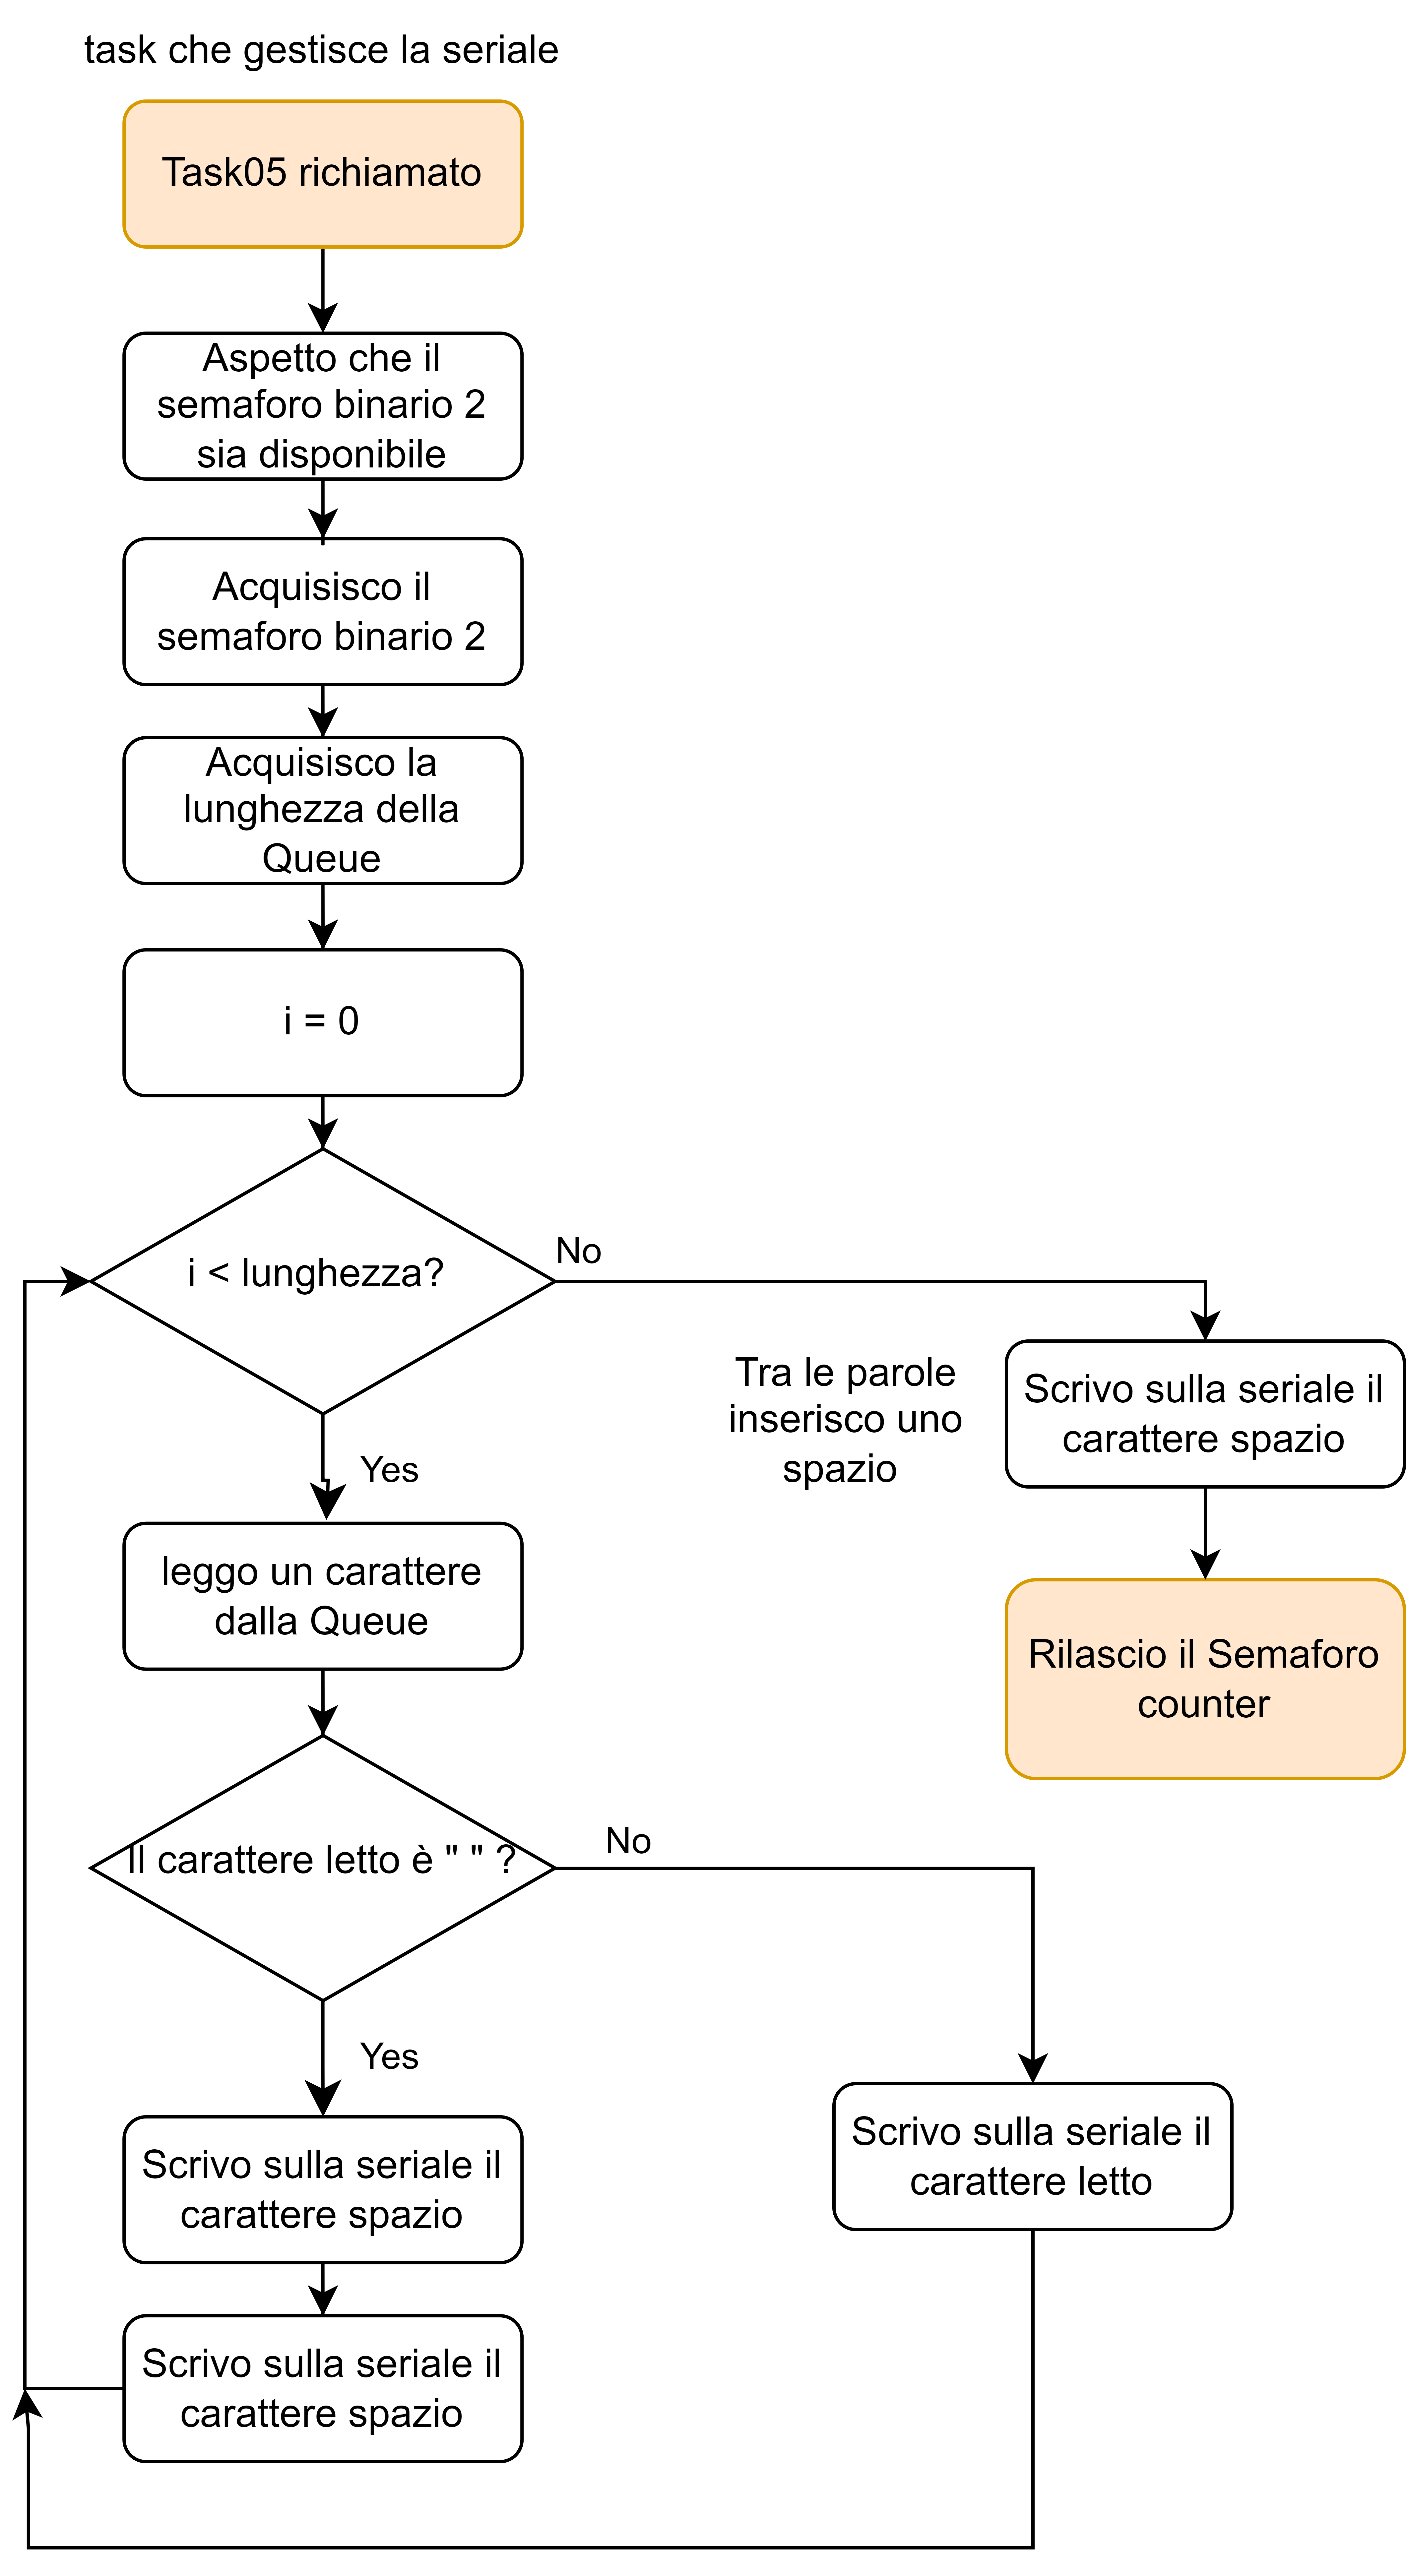 task che gestisce la seriale
Task05 richiamato
Aspetto che il
semaforo binario 2
sia disponibile
Acquisisco il
semaforo binario 2
Acquisisco la
lunghezza della
Queue
i = 0
i < lunghezza?
No
Yes
Tra le parole
inserisco uno
spazio
Scrivo sulla seriale il
carattere spazio
Rilascio il Semaforo
counter
leggo un carattere
dalla Queue
Il carattere letto è " " ?
No
Yes
Scrivo sulla seriale il
carattere letto
Scrivo sulla seriale il
carattere spazio
Scrivo sulla seriale il
carattere spazio